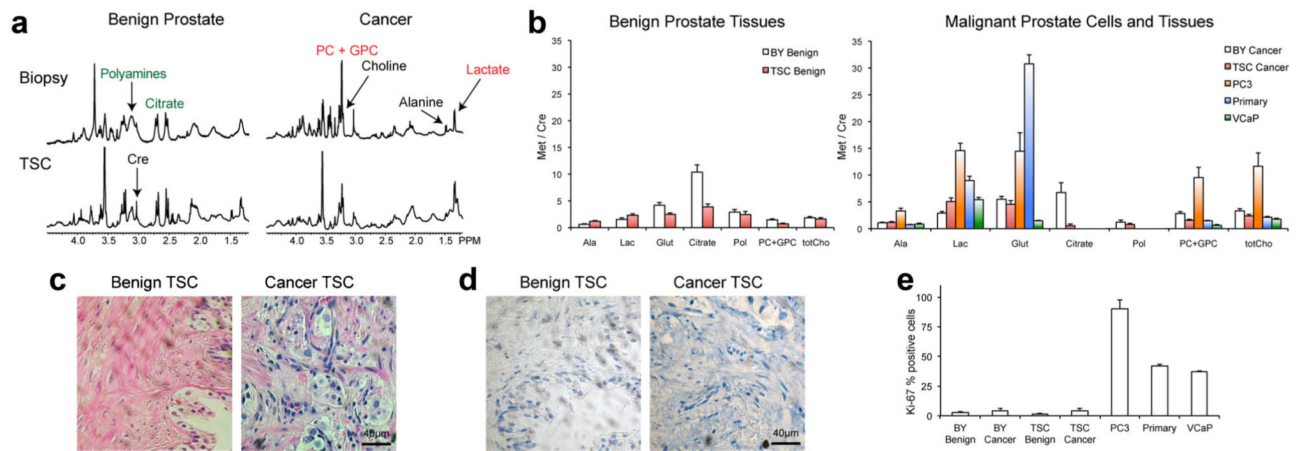 a
Benign Prostate
Cancer
Biopsy
Polyamines
Citrate
PC + GPC
Choline
Alanine
Lactate
TSC
Cre
4.5 4.0 3.5 3.0 2.5 2.0 1.5
4.5 4.0 3.5 3.0 2.5 2.0 1.5 PPM
b
Benign Prostate Tissues
BY Benign
TSC Benign
Met / Cre
35
30
25
20
15
10
5
0
Ala Lac Glut Citrate Pol PC+GPC totCho
Malignant Prostate Cells and Tissues
BY Cancer
TSC Cancer
PC3
Primary
VCaP
Met / Cre
35
30
25
20
15
10
5
0
Ala Lac Glut Citrate Pol PC+GPC totCho
c
Benign TSC
Cancer TSC
40μm
d
Benign TSC
Cancer TSC
40μm
e
Ki-67 % positive cells
100
75
50
25
0
BY Benign
BY Cancer
TSC Benign
TSC Cancer
PC3
Primary
VCaP